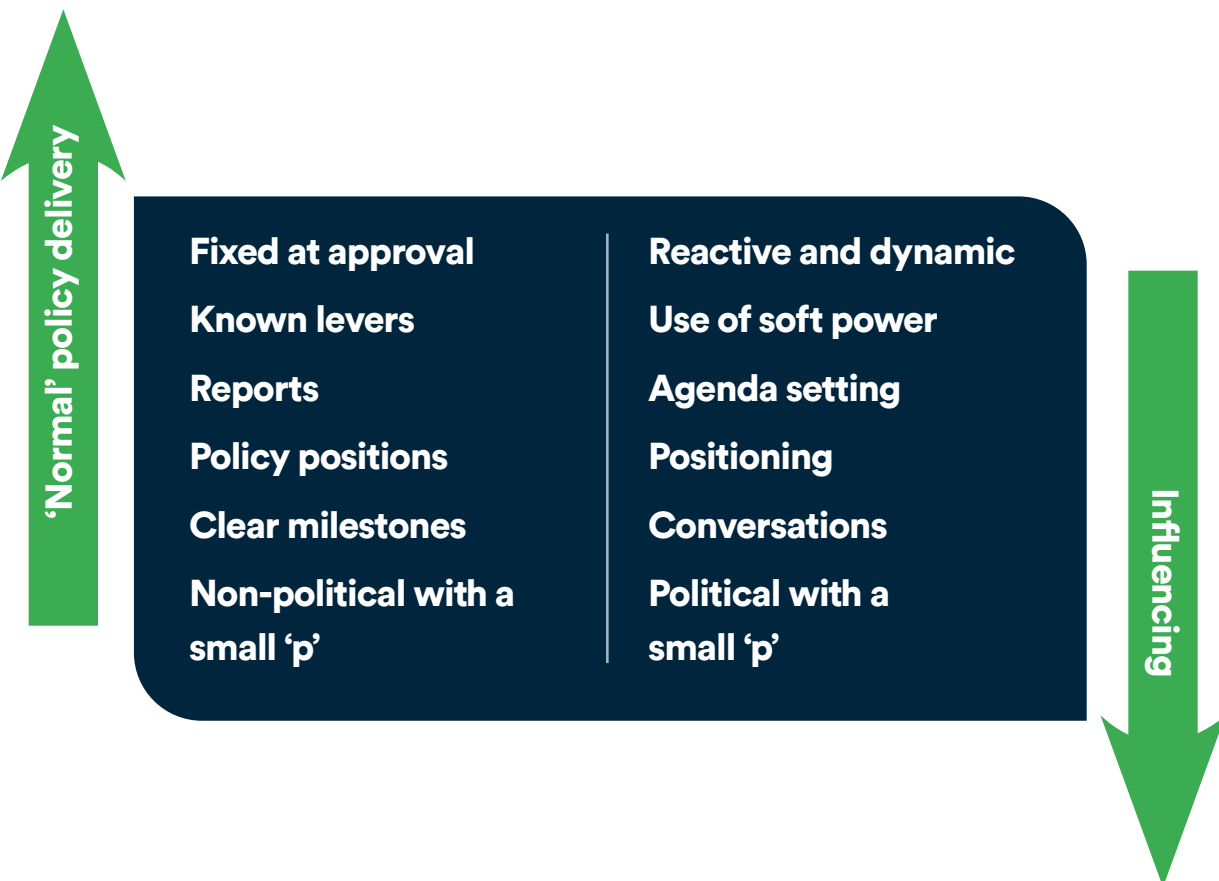 ‘Normal’ policy delivery
Fixed at approval
Known levers
Reports
Policy positions
Clear milestones
Non-political with a
small ‘p’
Reactive and dynamic
Use of soft power
Agenda setting
Positioning
Conversations
Political with a
small ‘p’
Influencing